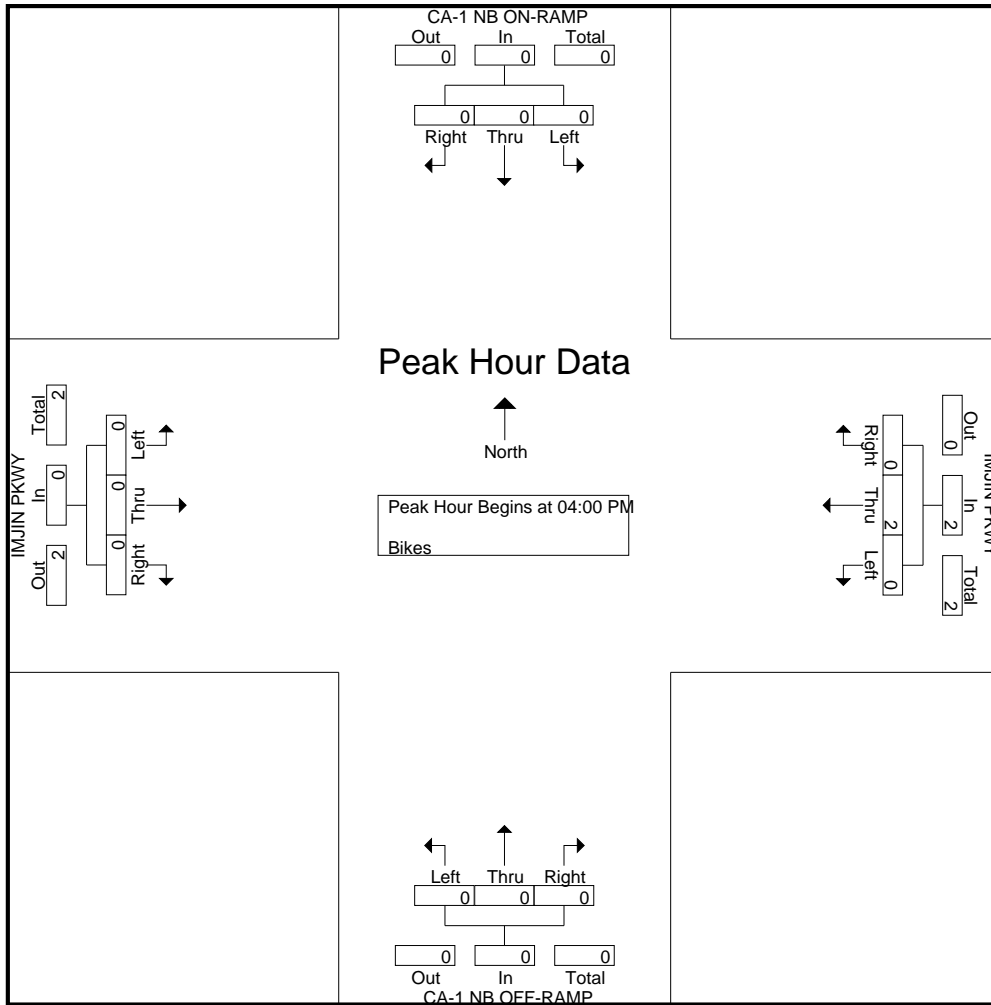 CA-1 NB ON-RAMP
Out In Total
0 0 0
0 0 0
Right Thru Left
Peak Hour Data
North
Peak Hour Begins at 04:00 PM
Bikes
IMJIN PKWY
Total In Out
2 0 2
0 0 0
Left Thru Right
Right Thru Left
0 2 0
Out In Total
0 2 2
IMJIN PKWY
Left Thru Right
0 0 0
0 0 0
Out In Total
CA-1 NB OFF-RAMP